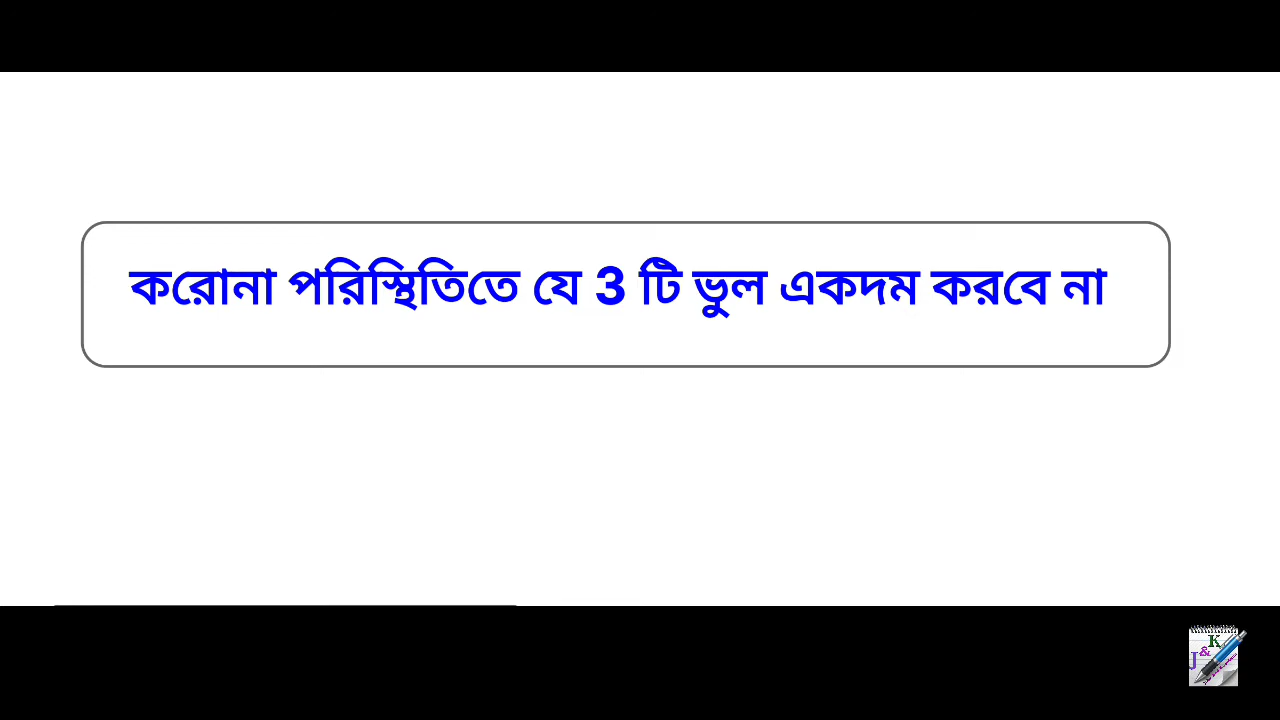 করোনা পরিস্থিতিতে যে 3 টি ভুল একদম করবে না
J & K